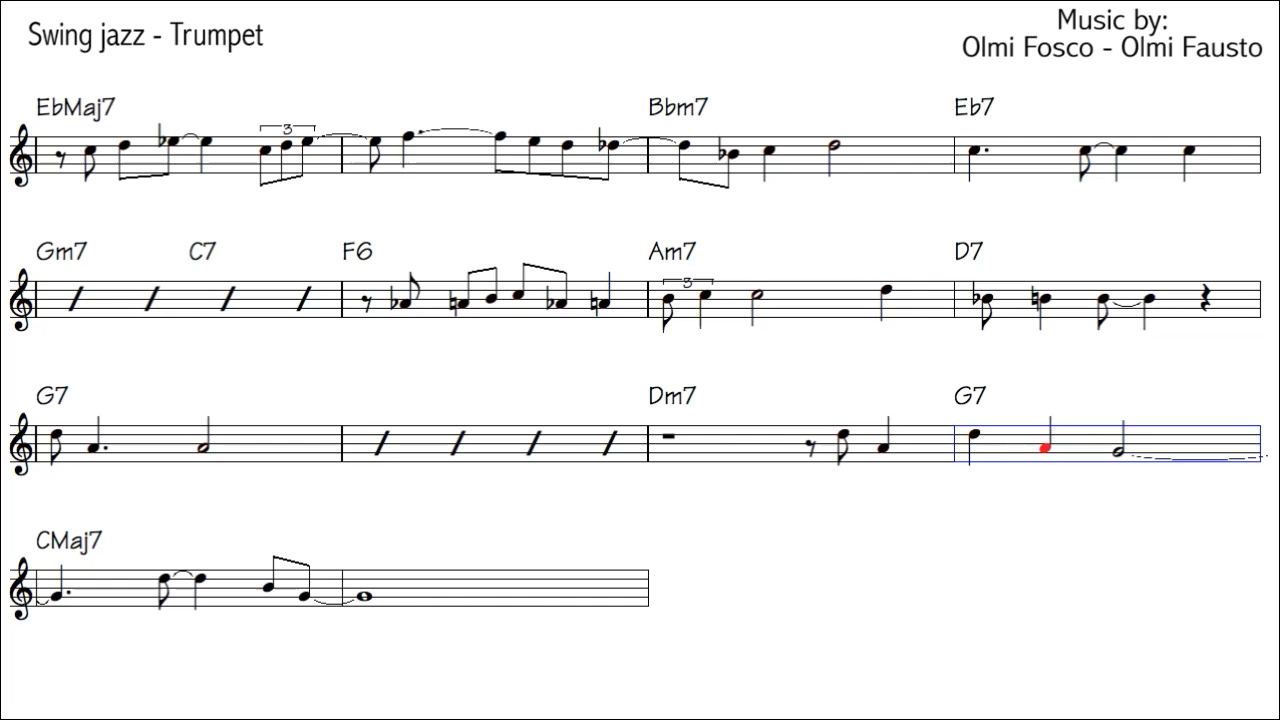 Swing jazz - Trumpet
Music by:
Olmi Fosco - Olmi Fausto
EbMaj7 Bbm7 Eb7
3
Gm7 C7 F6 Am7 D7
3
G7 Dm7 G7
CMaj7